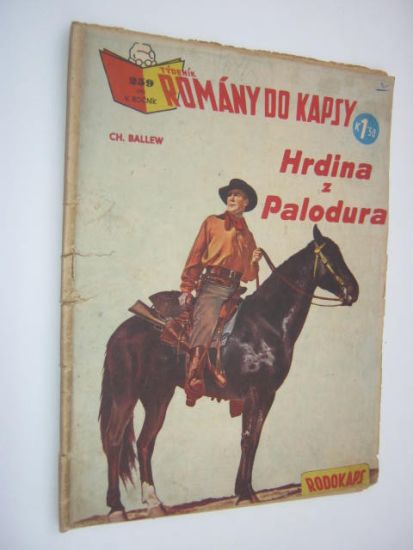 TÝDENÍK
259
V. ROČNÍK
ROMÁNY DO KAPSY
K 1 50
CH. BALLEW
Hrdina
z
Palodura
RODOKAPS